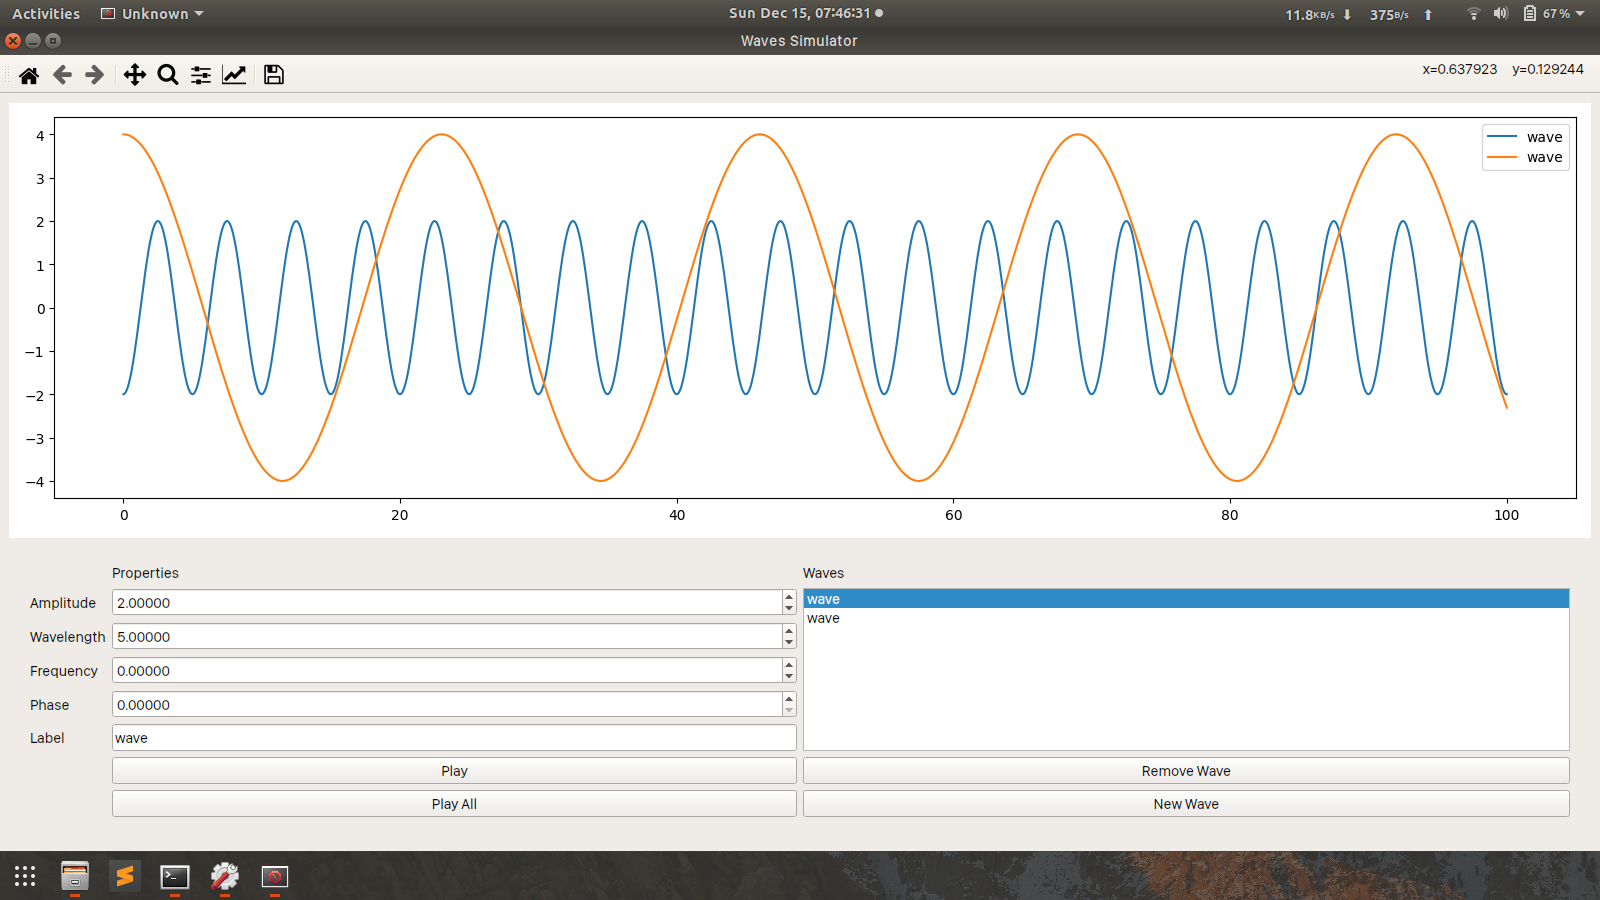 Activities Unknown Sun Dec 15, 07:46:31 11.8KB/s 375B/s 67 %
Waves Simulator
x=0.637923 y=0.129244
wave
wave
4
3
2
1
0
−1
−2
−3
−4
0 20 40 60 80 100
Properties Waves
Amplitude 2.00000 wave
wave
Wavelength 5.00000
Frequency 0.00000
Phase 0.00000
Label wave
Play Remove Wave
Play All New Wave